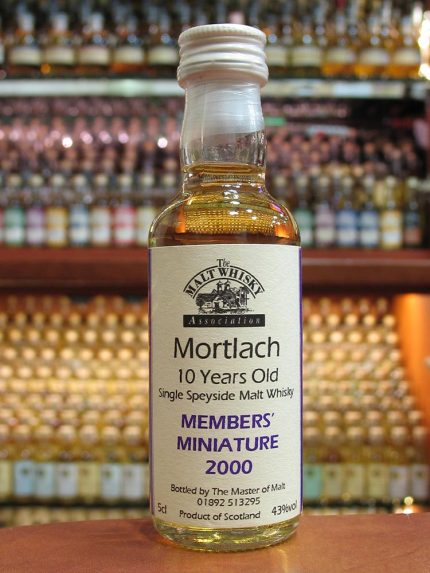 The
MALT WHISKY
Association
Mortlach
10 Years Old
Single Speyside Malt Whisky
MEMBERS'
MINIATURE
2000
Bottled by The Master of Malt
01892 513295
5cl Product of Scotland 43%vol